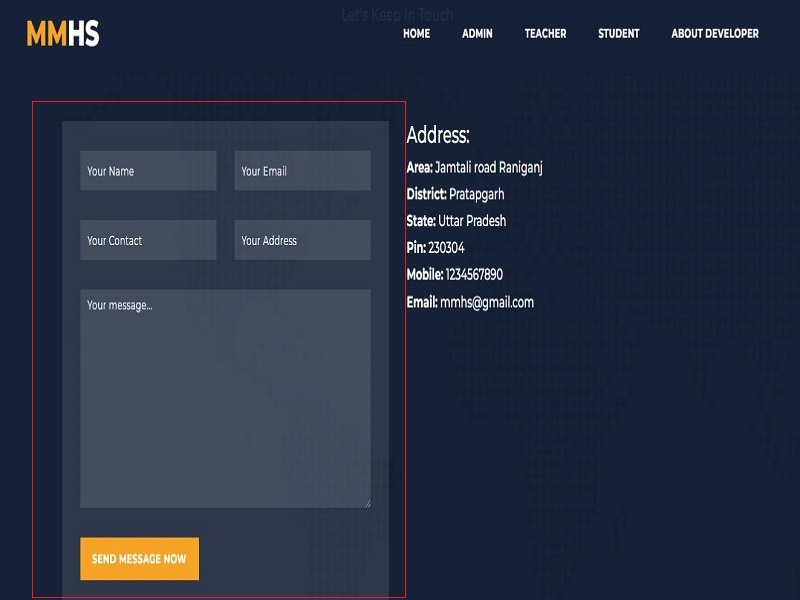 Let's Keep In Touch
MMHS
HOME ADMIN TEACHER STUDENT ABOUT DEVELOPER
Your Name Your Email
Your Contact Your Address
Your message...
SEND MESSAGE NOW
Address:
Area: Jamtali road Raniganj
District: Pratapgarh
State: Uttar Pradesh
Pin: 230304
Mobile: 1234567890
Email: mmhs@gmail.com